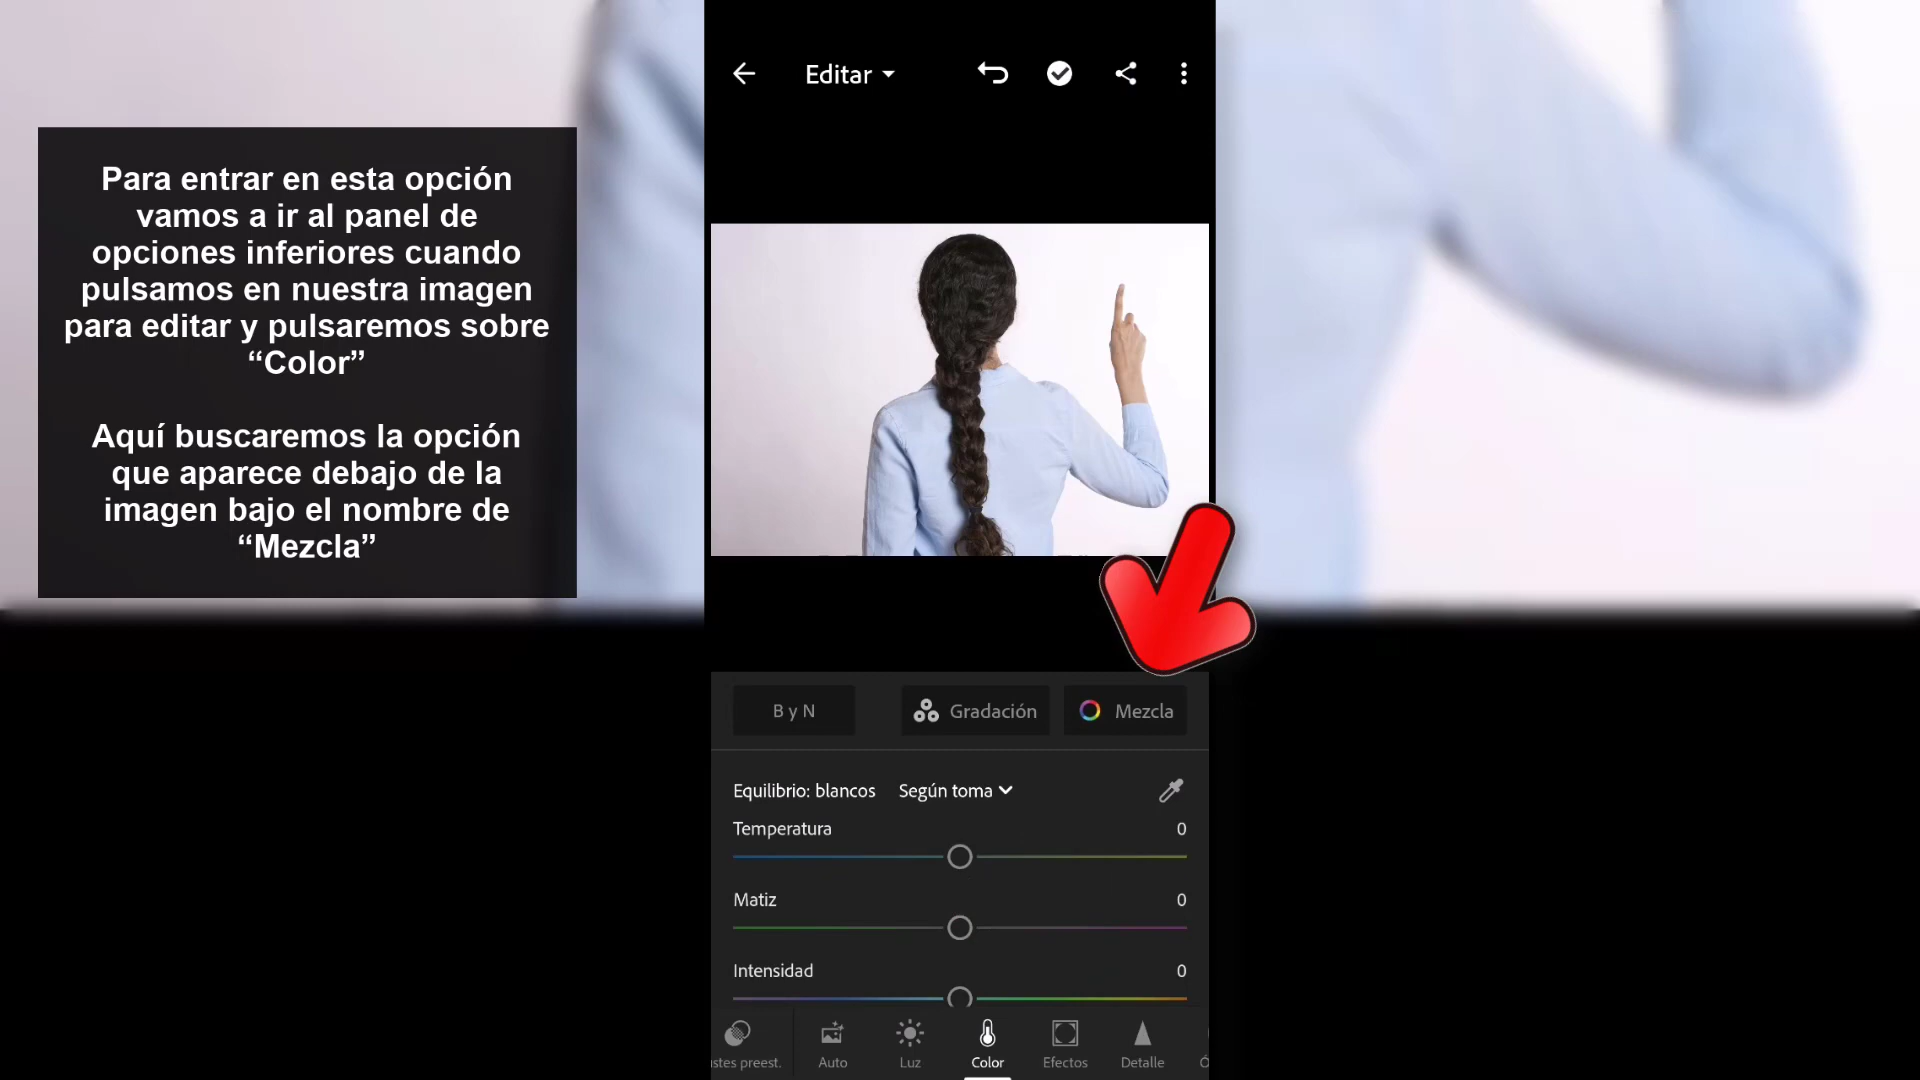 Para entrar en esta opción
vamos a ir al panel de
opciones inferiores cuando
pulsamos en nuestra imagen
para editar y pulsaremos sobre
“Color”
Aquí buscaremos la opción
que aparece debajo de la
imagen bajo el nombre de
“Mezcla”
Editar
B y N
Gradación
Mezcla
Equilibrio: blancos
Según toma
Temperatura
0
Matiz
0
Intensidad
0
stes preest.
Auto
Luz
Color
Efectos
Detalle